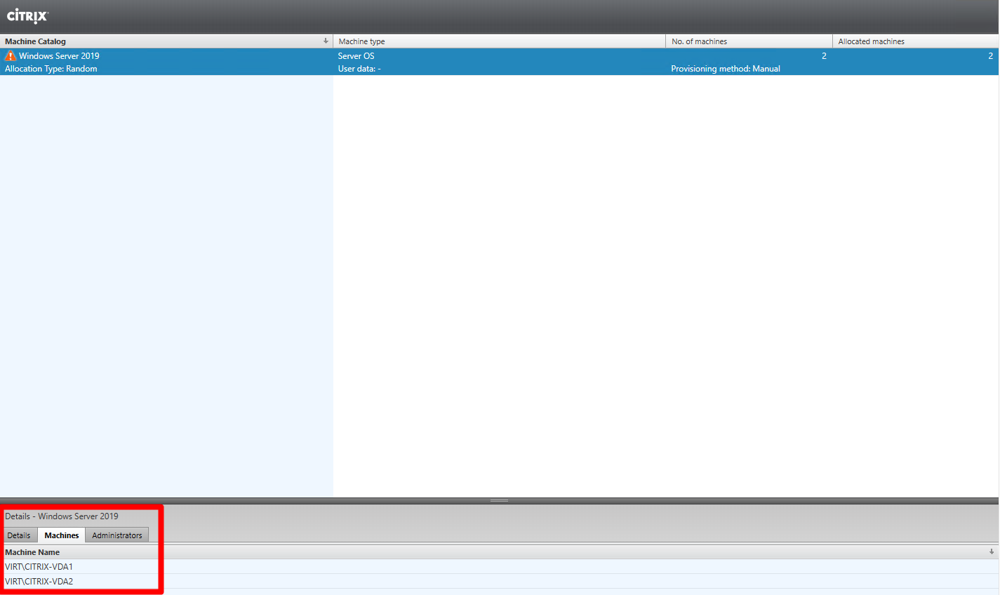 CITRIX
Machine Catalog Machine type No. of machines Allocated machines
Windows Server 2019 Server OS 2 2
Allocation Type: Random User data: - Provisioning method: Manual
Details - Windows Server 2019
Details Machines Administrators
Machine Name
VIRT\CITRIX-VDA1
VIRT\CITRIX-VDA2